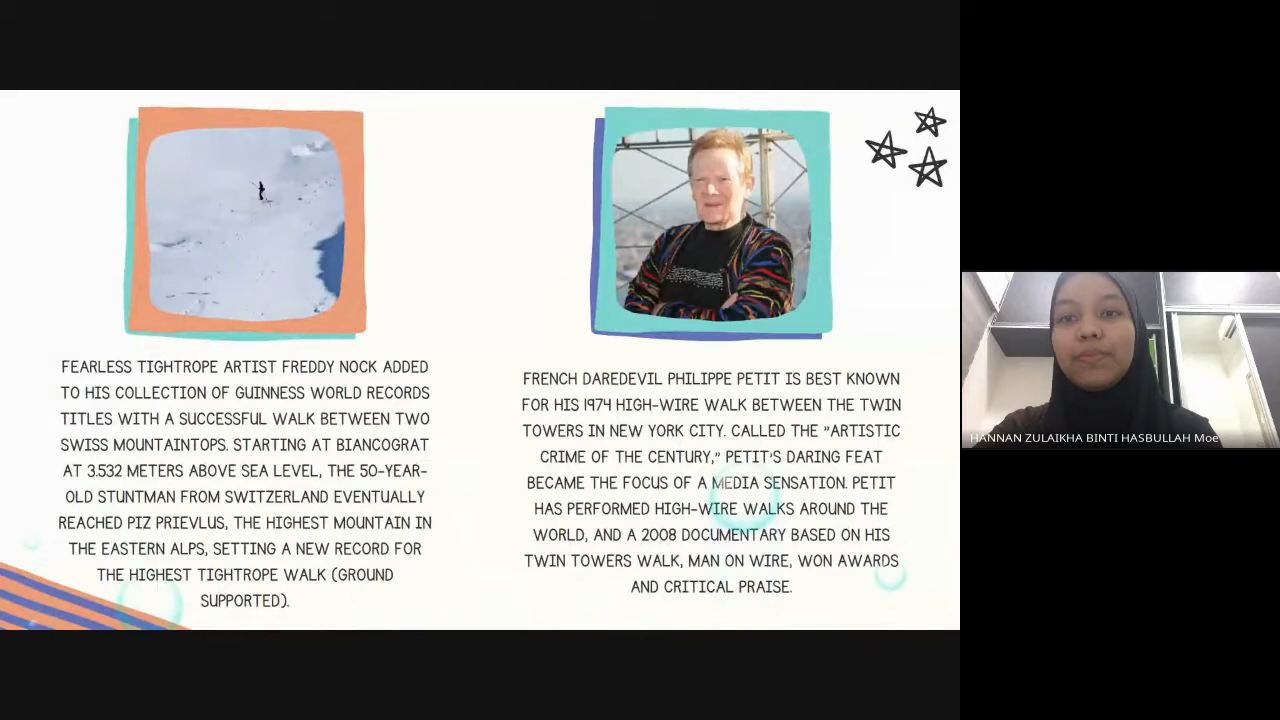 FEARLESS TIGHTROPE ARTIST FREDDY NOCK ADDED
TO HIS COLLECTION OF GUINNESS WORLD RECORDS
TITLES WITH A SUCCESSFUL WALK BETWEEN TWO
SWISS MOUNTAINTOPS. STARTING AT BIANCOGRAT
AT 3.532 METERS ABOVE SEA LEVEL, THE 50-YEAR-
OLD STUNTMAN FROM SWITZERLAND EVENTUALLY
REACHED PIZ PRIEVLUS, THE HIGHEST MOUNTAIN IN
THE EASTERN ALPS, SETTING A NEW RECORD FOR
THE HIGHEST TIGHTROPE WALK (GROUND
SUPPORTED).
FRENCH DAREDEVIL PHILIPPE PETIT IS BEST KNOWN
FOR HIS 1974 HIGH-WIRE WALK BETWEEN THE TWIN
TOWERS IN NEW YORK CITY. CALLED THE "ARTISTIC
CRIME OF THE CENTURY," PETIT'S DARING FEAT
BECAME THE FOCUS OF A MEDIA SENSATION. PETIT
HAS PERFORMED HIGH-WIRE WALKS AROUND THE
WORLD, AND A 2008 DOCUMENTARY BASED ON HIS
TWIN TOWERS WALK, MAN ON WIRE, WON AWARDS
AND CRITICAL PRAISE.
HANNAN ZULAIKHA BINTI HASBULLAH Moe